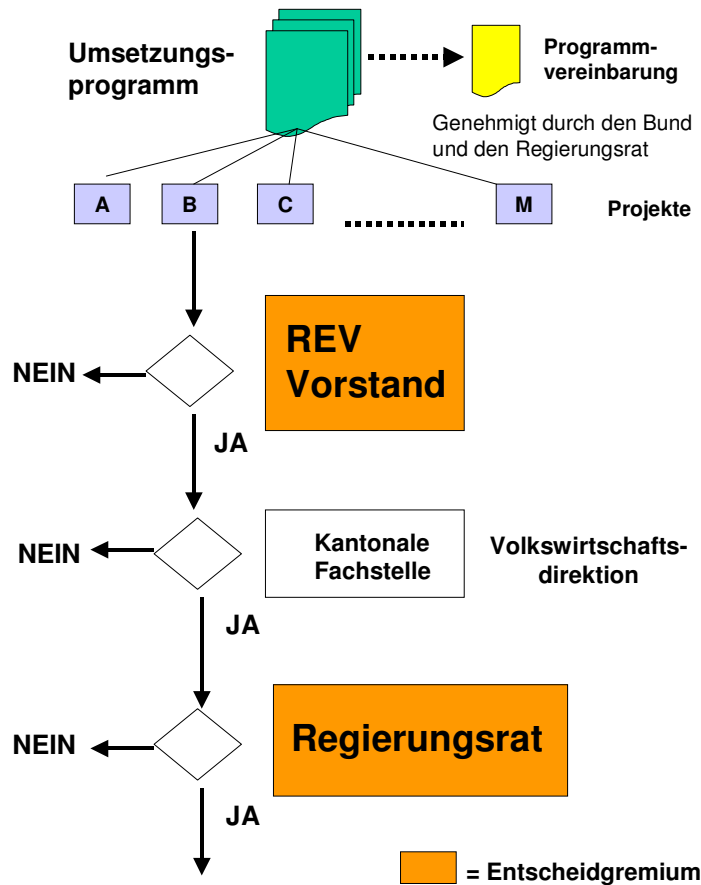 Umsetzungs-
programm
Programm-
vereinbarung
Genehmigt durch den Bund
und den Regierungsrat
A
B
C
M
Projekte
REV
Vorstand
NEIN
JA
Kantonale
Fachstelle
Volkswirtschafts-
direktion
NEIN
JA
Regierungsrat
NEIN
JA
= Entscheidgremium